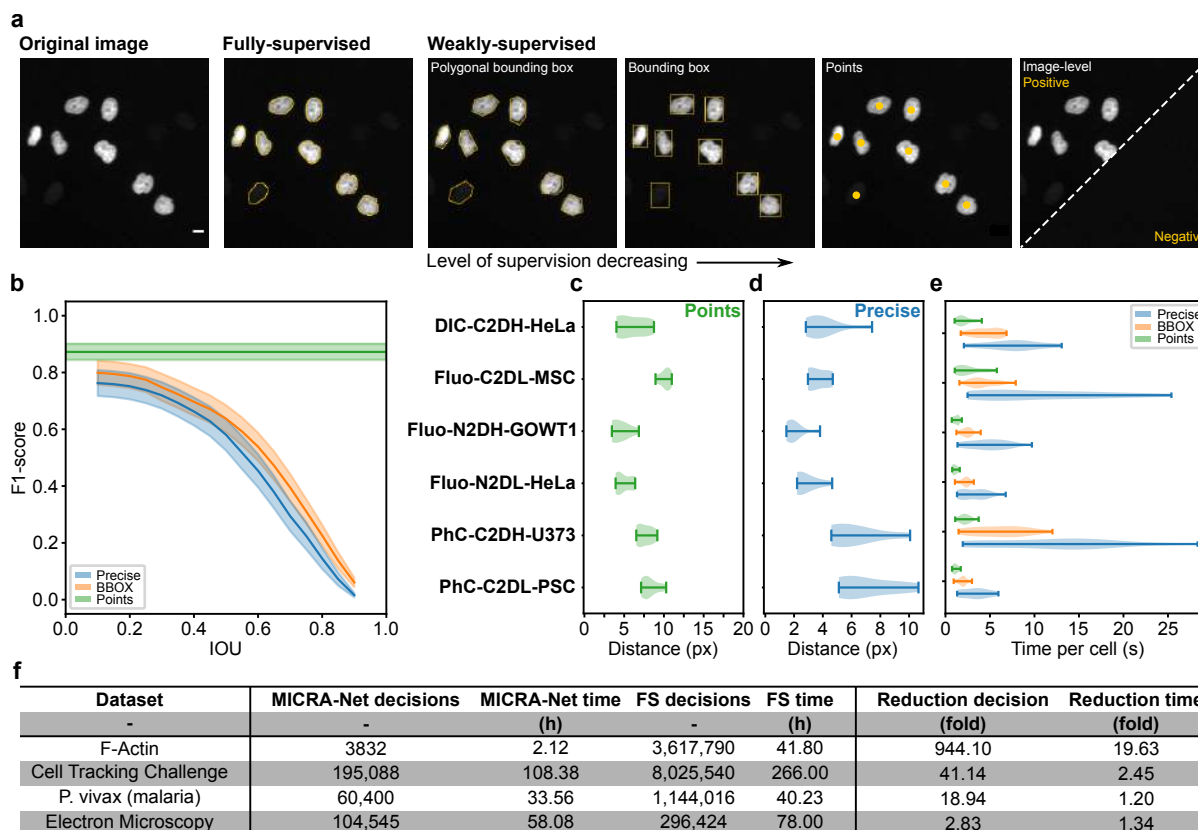 a
Original image
Fully-supervised
Weakly-supervised
Polygonal bounding box
Bounding box
Points
Image-level
Positive
Negative
Level of supervision decreasing
b
F1-score
1.0
0.8
0.6
0.4
0.2
0.0
Precise
BBOX
Points
0.0 0.2 0.4 0.6 0.8 1.0
IOU
DIC-C2DH-HeLa
Fluo-C2DL-MSC
Fluo-N2DH-GOWT1
Fluo-N2DL-HeLa
PhC-C2DH-U373
PhC-C2DL-PSC
c
Points
0 5 10 15 20
Distance (px)
d
Precise
0 2 4 6 8 10
Distance (px)
e
Precise
BBOX
Points
0 5 10 15 20 25
Time per cell (s)
f
Dataset MICRA-Net decisions MICRA-Net time FS decisions FS time Reduction decision Reduction time
- - (h) - (h) (fold) (fold)
F-Actin 3832 2.12 3,617,790 41.80 944.10 19.63
Cell Tracking Challenge 195,088 108.38 8,025,540 266.00 41.14 2.45
P. vivax (malaria) 60,400 33.56 1,144,016 40.23 18.94 1.20
Electron Microscopy 104,545 58.08 296,424 78.00 2.83 1.34